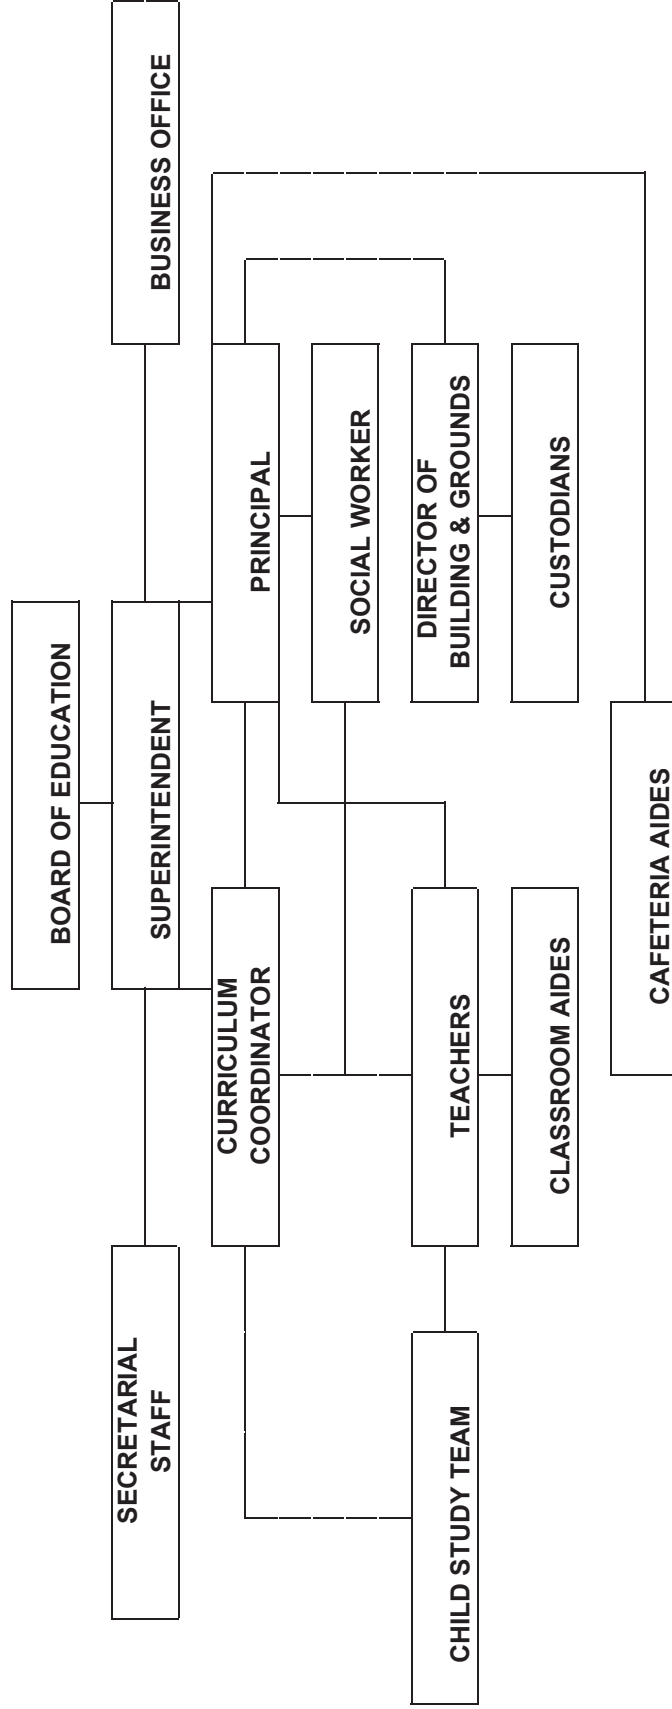 BOARD OF EDUCATION
SECRETARIAL
STAFF
SUPERINTENDENT
BUSINESS OFFICE
CURRICULUM
COORDINATOR
PRINCIPAL
SOCIAL WORKER
CHILD STUDY TEAM
TEACHERS
DIRECTOR OF
BUILDING & GROUNDS
CLASSROOM AIDES
CUSTODIANS
CAFETERIA AIDES